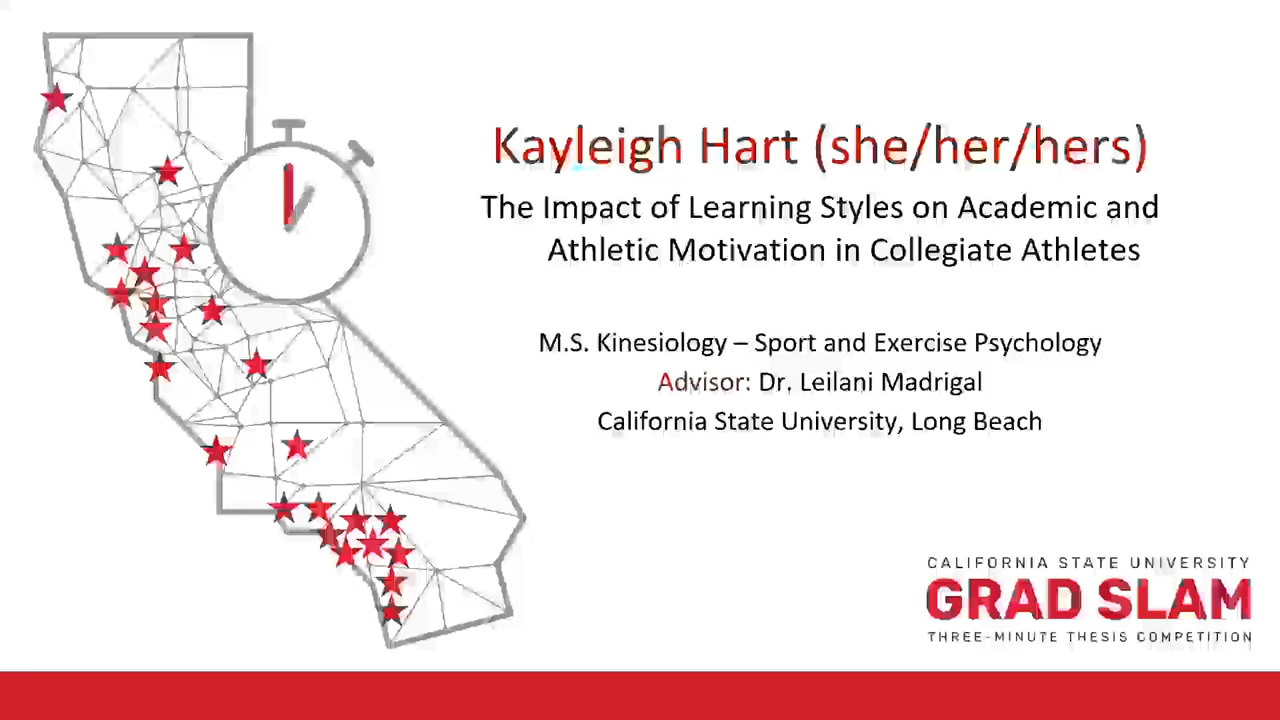 Kayleigh Hart (she/her/hers)
The Impact of Learning Styles on Academic and
Athletic Motivation in Collegiate Athletes
M.S. Kinesiology – Sport and Exercise Psychology
Advisor: Dr. Leilani Madrigal
California State University, Long Beach
CALIFORNIA STATE UNIVERSITY
GRAD SLAM
THREE-MINUTE THESIS COMPETITION